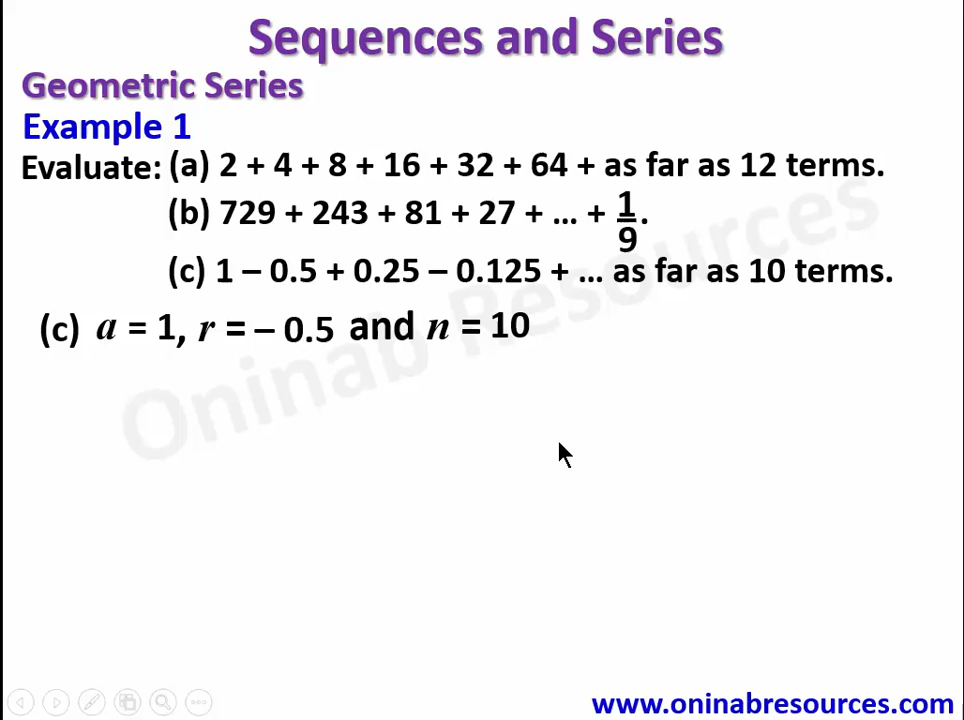 Sequences and Series
Geometric Series
Example 1
Evaluate: (a) 2 + 4 + 8 + 16 + 32 + 64 + as far as 12 terms.
(b) 729 + 243 + 81 + 27 + ... + 1/9.
(c) 1 – 0.5 + 0.25 – 0.125 + ... as far as 10 terms.
(c) a = 1, r = – 0.5 and n = 10
Oninab Resources
www.oninabresources.com